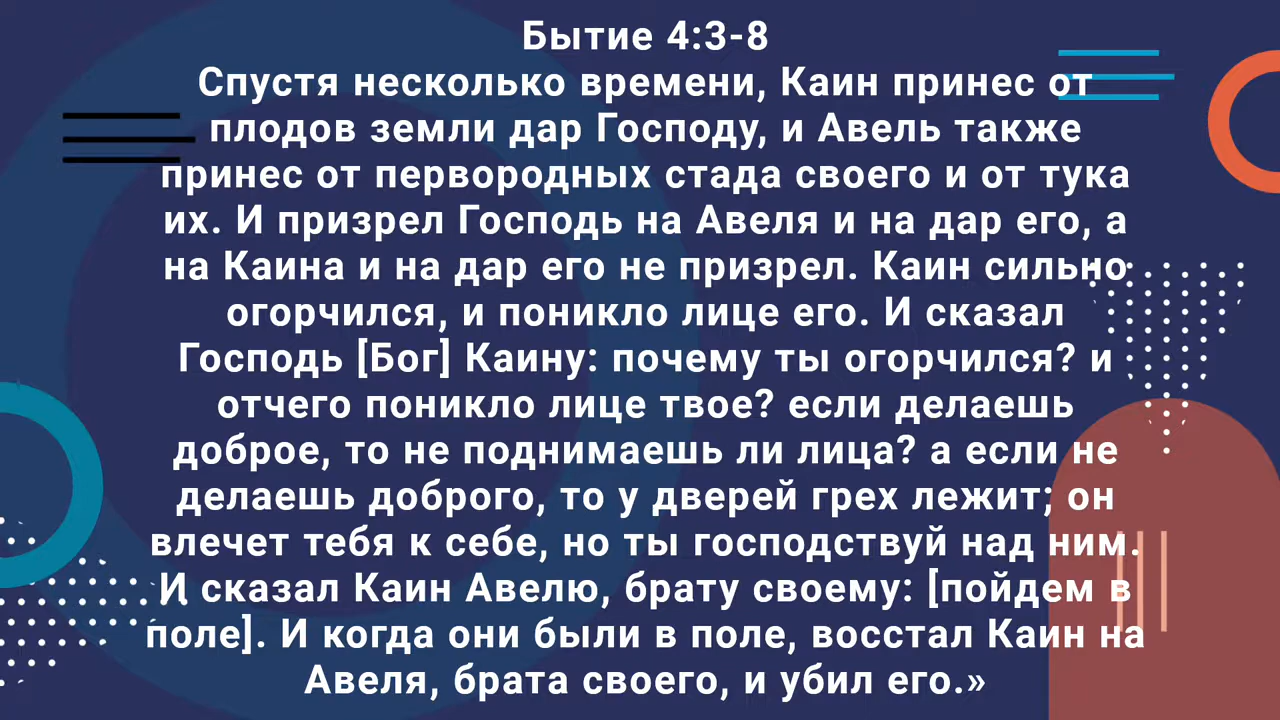 Бытие 4:3-8
Спустя несколько времени, Каин принес от
плодов земли дар Господу, и Авель также
принес от первородных стада своего и от тука
их. И призрел Господь на Авеля и на дар его, а
на Каина и на дар его не призрел. Каин сильно
огорчился, и поникло лице его. И сказал
Господь [Бог] Каину: почему ты огорчился? и
отчего поникло лице твое? если делаешь
доброе, то не поднимаешь ли лица? а если не
делаешь доброго, то у дверей грех лежит; он
влечет тебя к себе, но ты господствуй над ним.
И сказал Каин Авелю, брату своему: [пойдем в
поле]. И когда они были в поле, восстал Каин на
Авеля, брата своего, и убил его.»